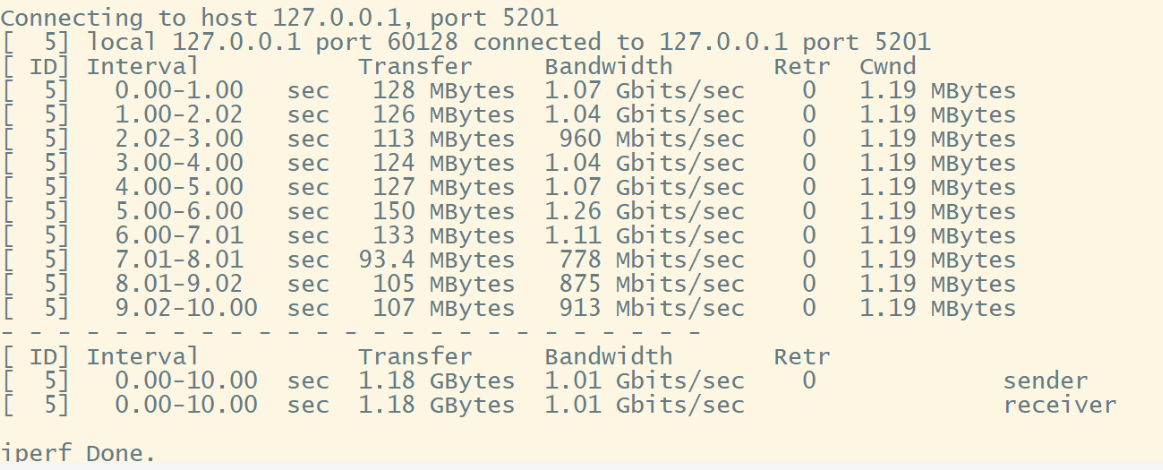 Connecting to host 127.0.0.1, port 5201
[  5] local 127.0.0.1 port 60128 connected to 127.0.0.1 port 5201
[ ID] Interval           Transfer     Bandwidth       Retr  Cwnd
[  5]   0.00-1.00   sec   128 MBytes  1.07 Gbits/sec    0   1.19 MBytes
[  5]   1.00-2.02   sec   126 MBytes  1.04 Gbits/sec    0   1.19 MBytes
[  5]   2.02-3.00   sec   113 MBytes   960 Mbits/sec    0   1.19 MBytes
[  5]   3.00-4.00   sec   124 MBytes  1.04 Gbits/sec    0   1.19 MBytes
[  5]   4.00-5.00   sec   127 MBytes  1.07 Gbits/sec    0   1.19 MBytes
[  5]   5.00-6.00   sec   150 MBytes  1.26 Gbits/sec    0   1.19 MBytes
[  5]   6.00-7.01   sec   133 MBytes  1.11 Gbits/sec    0   1.19 MBytes
[  5]   7.01-8.01   sec  93.4 MBytes   778 Mbits/sec    0   1.19 MBytes
[  5]   8.01-9.02   sec   105 MBytes   875 Mbits/sec    0   1.19 MBytes
[  5]   9.02-10.00  sec   107 MBytes   913 Mbits/sec    0   1.19 MBytes
- - - - - - - - - - - - - - - - - - - - - - - - -
[ ID] Interval           Transfer     Bandwidth       Retr
[  5]   0.00-10.00  sec  1.18 GBytes  1.01 Gbits/sec    0             sender
[  5]   0.00-10.00  sec  1.18 GBytes  1.01 Gbits/sec                  receiver
iperf Done.